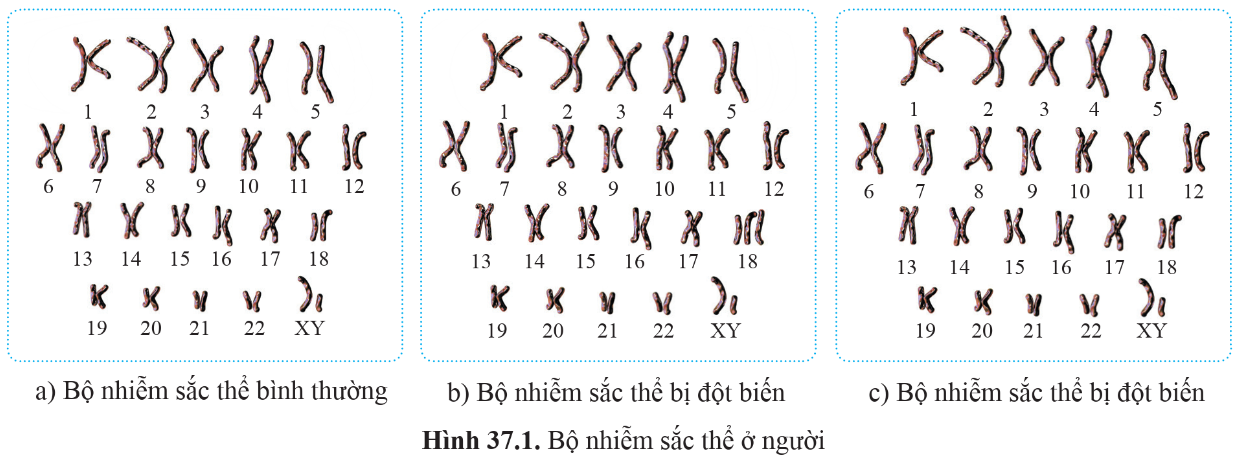 1 2 3 4 5
6 7 8 9 10 11 12
13 14 15 16 17 18
19 20 21 22 XY
a) Bộ nhiễm sắc thể bình thường
1 2 3 4 5
6 7 8 9 10 11 12
13 14 15 16 17 18
19 20 21 22 XY
b) Bộ nhiễm sắc thể bị đột biến
1 2 3 4 5
6 7 8 9 10 11 12
13 14 15 16 17 18
19 20 21 22 XY
c) Bộ nhiễm sắc thể bị đột biến
Hình 37.1. Bộ nhiễm sắc thể ở người